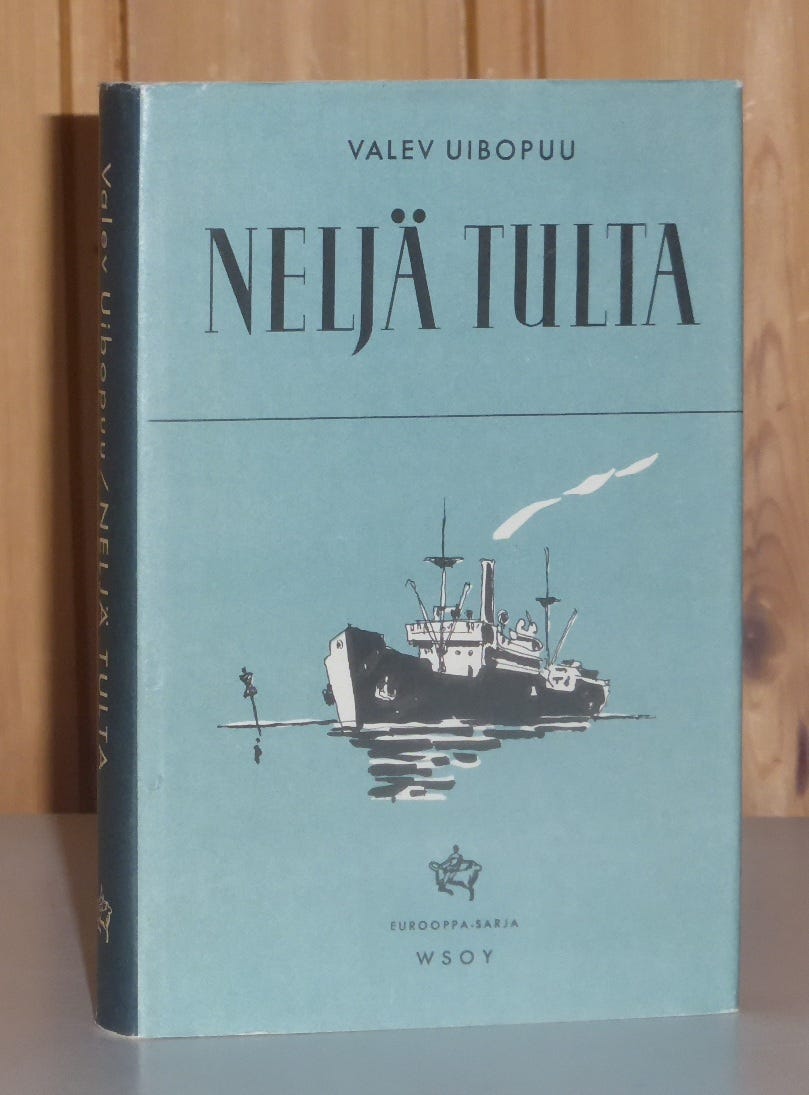 VALEV UIBOPUU
NELJÄ TULTA
EUROOPPA-SARJA
WSOY
Valev Uibopuu / NELJÄ TULTA